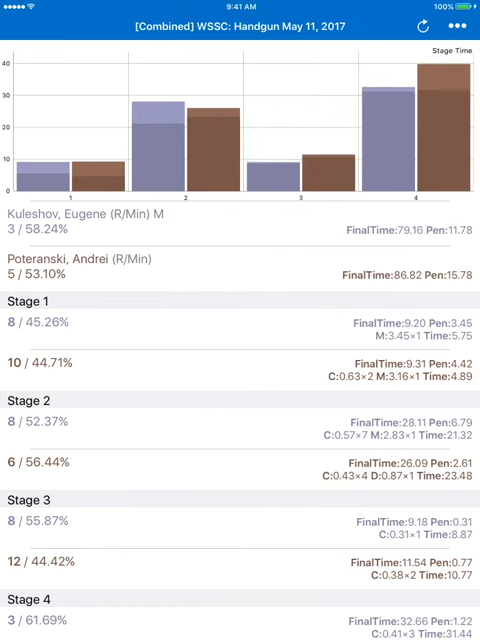 9:41 AM
100%
[Combined] WSSC: Handgun May 11, 2017
Stage Time
40
30
20
10
0
1
2
3
4
Kuleshov, Eugene (R/Min) M
3 / 58.24%
FinalTime:79.16 Pen:11.78
Poteranski, Andrei (R/Min)
5 / 53.10%
FinalTime:86.82 Pen:15.78
Stage 1
8 / 45.26%
FinalTime:9.20 Pen:3.45
M:3.45×1 Time:5.75
10 / 44.71%
FinalTime:9.31 Pen:4.42
C:0.63×2 M:3.16×1 Time:4.89
Stage 2
8 / 52.37%
FinalTime:28.11 Pen:6.79
C:0.57×7 M:2.83×1 Time:21.32
6 / 56.44%
FinalTime:26.09 Pen:2.61
C:0.43×4 D:0.87×1 Time:23.48
Stage 3
8 / 55.87%
FinalTime:9.18 Pen:0.31
C:0.31×1 Time:8.87
12 / 44.42%
FinalTime:11.54 Pen:0.77
C:0.38×2 Time:10.77
Stage 4
3 / 61.69%
FinalTime:32.66 Pen:1.22
C:0.41×3 Time:31.44